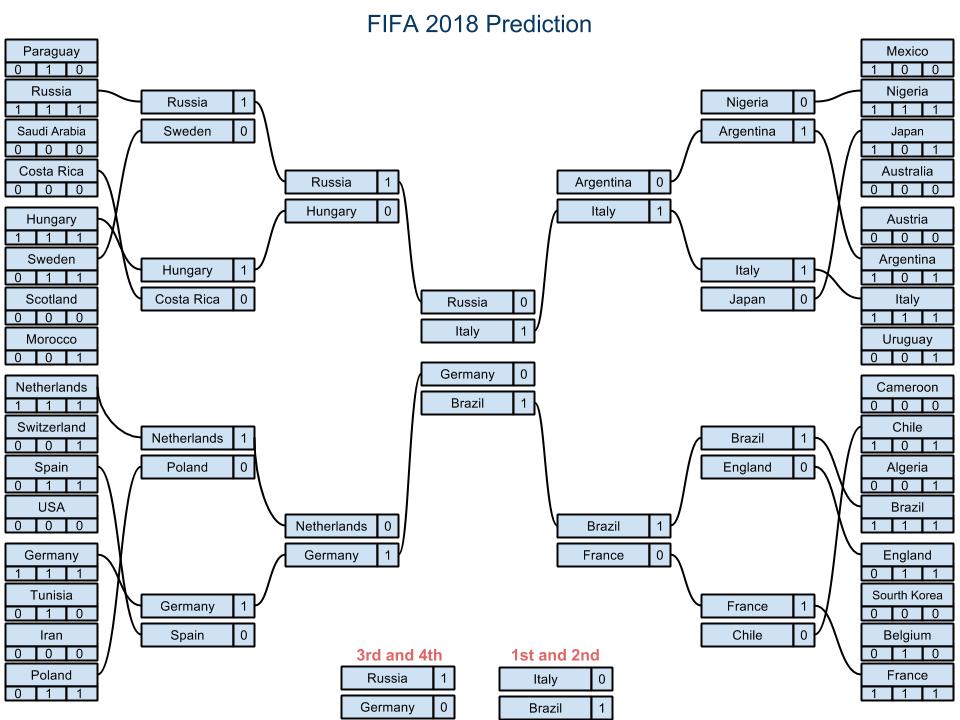 FIFA 2018 Prediction
Paraguay
0 1 0
Russia
1 1 1
Saudi Arabia
0 0 0
Costa Rica
0 0 0
Hungary
1 1 1
Sweden
0 1 1
Scotland
0 0 0
Morocco
0 0 1
Netherlands
1 1 1
Switzerland
0 0 1
Spain
0 1 1
USA
0 0 0
Germany
1 1 1
Tunisia
0 1 0
Iran
0 0 0
Poland
0 1 1
Russia 1
Sweden 0
Hungary 1
Costa Rica 0
Netherlands 1
Poland 0
Germany 1
Spain 0
Russia 1
Hungary 0
Netherlands 0
Germany 1
Russia 0
Italy 1
Germany 0
Brazil 1
3rd and 4th
Russia 1
Germany 0
1st and 2nd
Italy 0
Brazil 1
Argentina 0
Italy 1
Brazil 1
France 0
Nigeria 0
Argentina 1
Italy 1
Japan 0
Brazil 1
England 0
France 1
Chile 0
Mexico
1 0 0
Nigeria
1 1 1
Japan
1 0 1
Australia
0 0 0
Austria
0 0 0
Argentina
1 0 1
Italy
1 1 1
Uruguay
0 0 1
Cameroon
0 0 0
Chile
1 0 1
Algeria
0 0 1
Brazil
1 1 1
England
0 1 1
Sourth Korea
0 0 0
Belgium
0 1 0
France
1 1 1